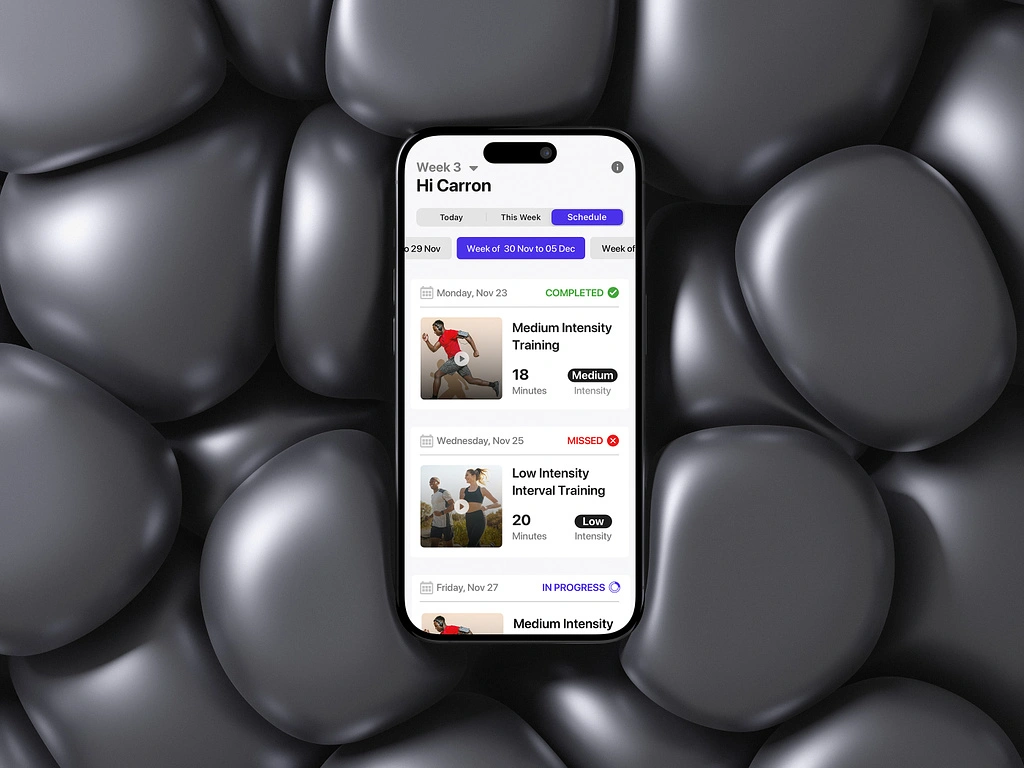 Week 3
Hi Carron
Today This Week Schedule
o 29 Nov Week of 30 Nov to 05 Dec Week of
Monday, Nov 23 COMPLETED
Medium Intensity
Training
18 Medium
Minutes Intensity
Wednesday, Nov 25 MISSED
Low Intensity
Interval Training
20 Low
Minutes Intensity
Friday, Nov 27 IN PROGRESS
Medium Intensity